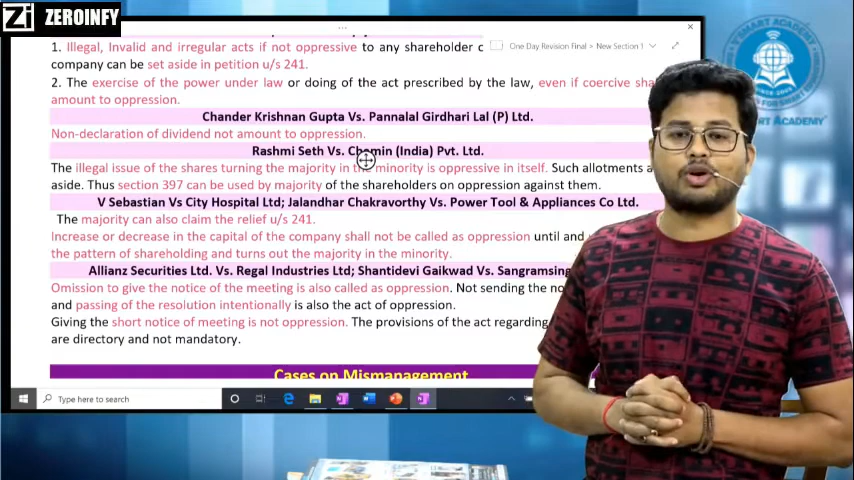 Zi ZEROINFY
1. Illegal, Invalid and irregular acts if not oppressive to any shareholder
company can be set aside in petition u/s 241.
One Day Revision Final > New Section 1
2. The exercise of the power under law or doing of the act prescribed by the law, even if coercive
amount to oppression.
Chander Krishnan Gupta Vs. Pannalal Girdhari Lal (P) Ltd.
Non-declaration of dividend not amount to oppression.
Rashmi Seth Vs. Chemin (India) Pvt. Ltd.
The illegal issue of the shares turning the majority in the minority is oppressive in itself. Such allotments
aside. Thus section 397 can be used by majority of the shareholders on oppression against them.
V Sebastian Vs City Hospital Ltd; Jalandhar Chakravorthy Vs. Power Tool & Appliances Co Ltd.
The majority can also claim the relief u/s 241.
Increase or decrease in the capital of the company shall not be called as oppression until and
the pattern of shareholding and turns out the majority in the minority.
Allianz Securities Ltd. Vs. Regal Industries Ltd; Shantidevi Gaikwad Vs. Sangramsing
Omission to give the notice of the meeting is also called as oppression. Not sending the
and passing of the resolution intentionally is also the act of oppression.
Giving the short notice of meeting is not oppression. The provisions of the act regarding
are directory and not mandatory.
Cases on Mismanagement
Type here to search